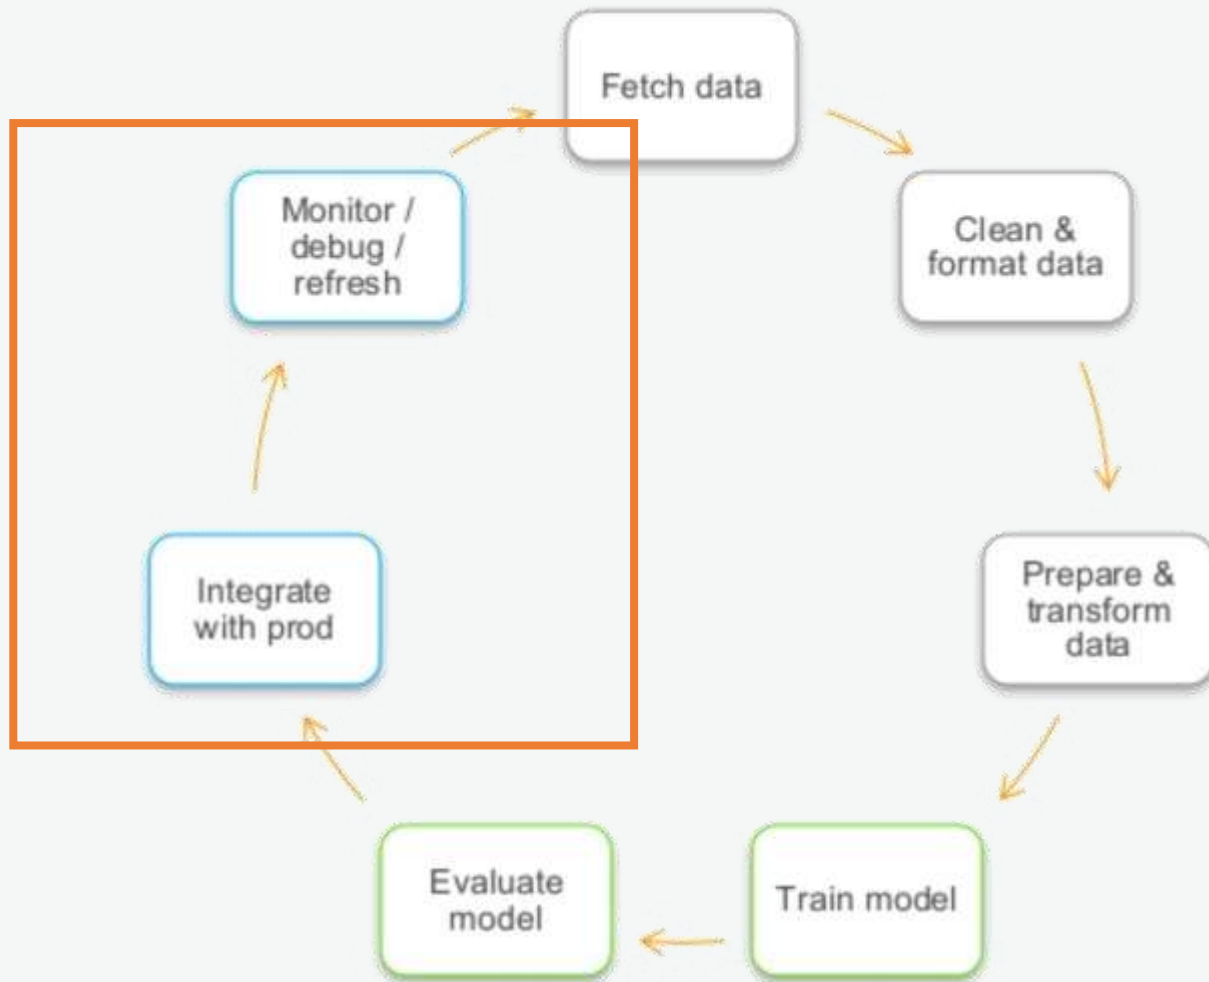 Fetch data
Clean &
format data
Prepare &
transform
data
Train model
Evaluate
model
Integrate
with prod
Monitor /
debug /
refresh